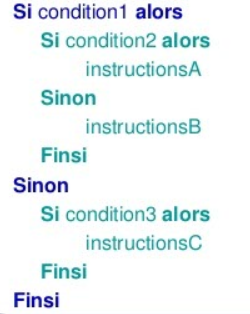 Si condition1 alors
Si condition2 alors
instructionsA
Sinon
instructionsB
Finsi
Sinon
Si condition3 alors
instructionsC
Finsi
Finsi